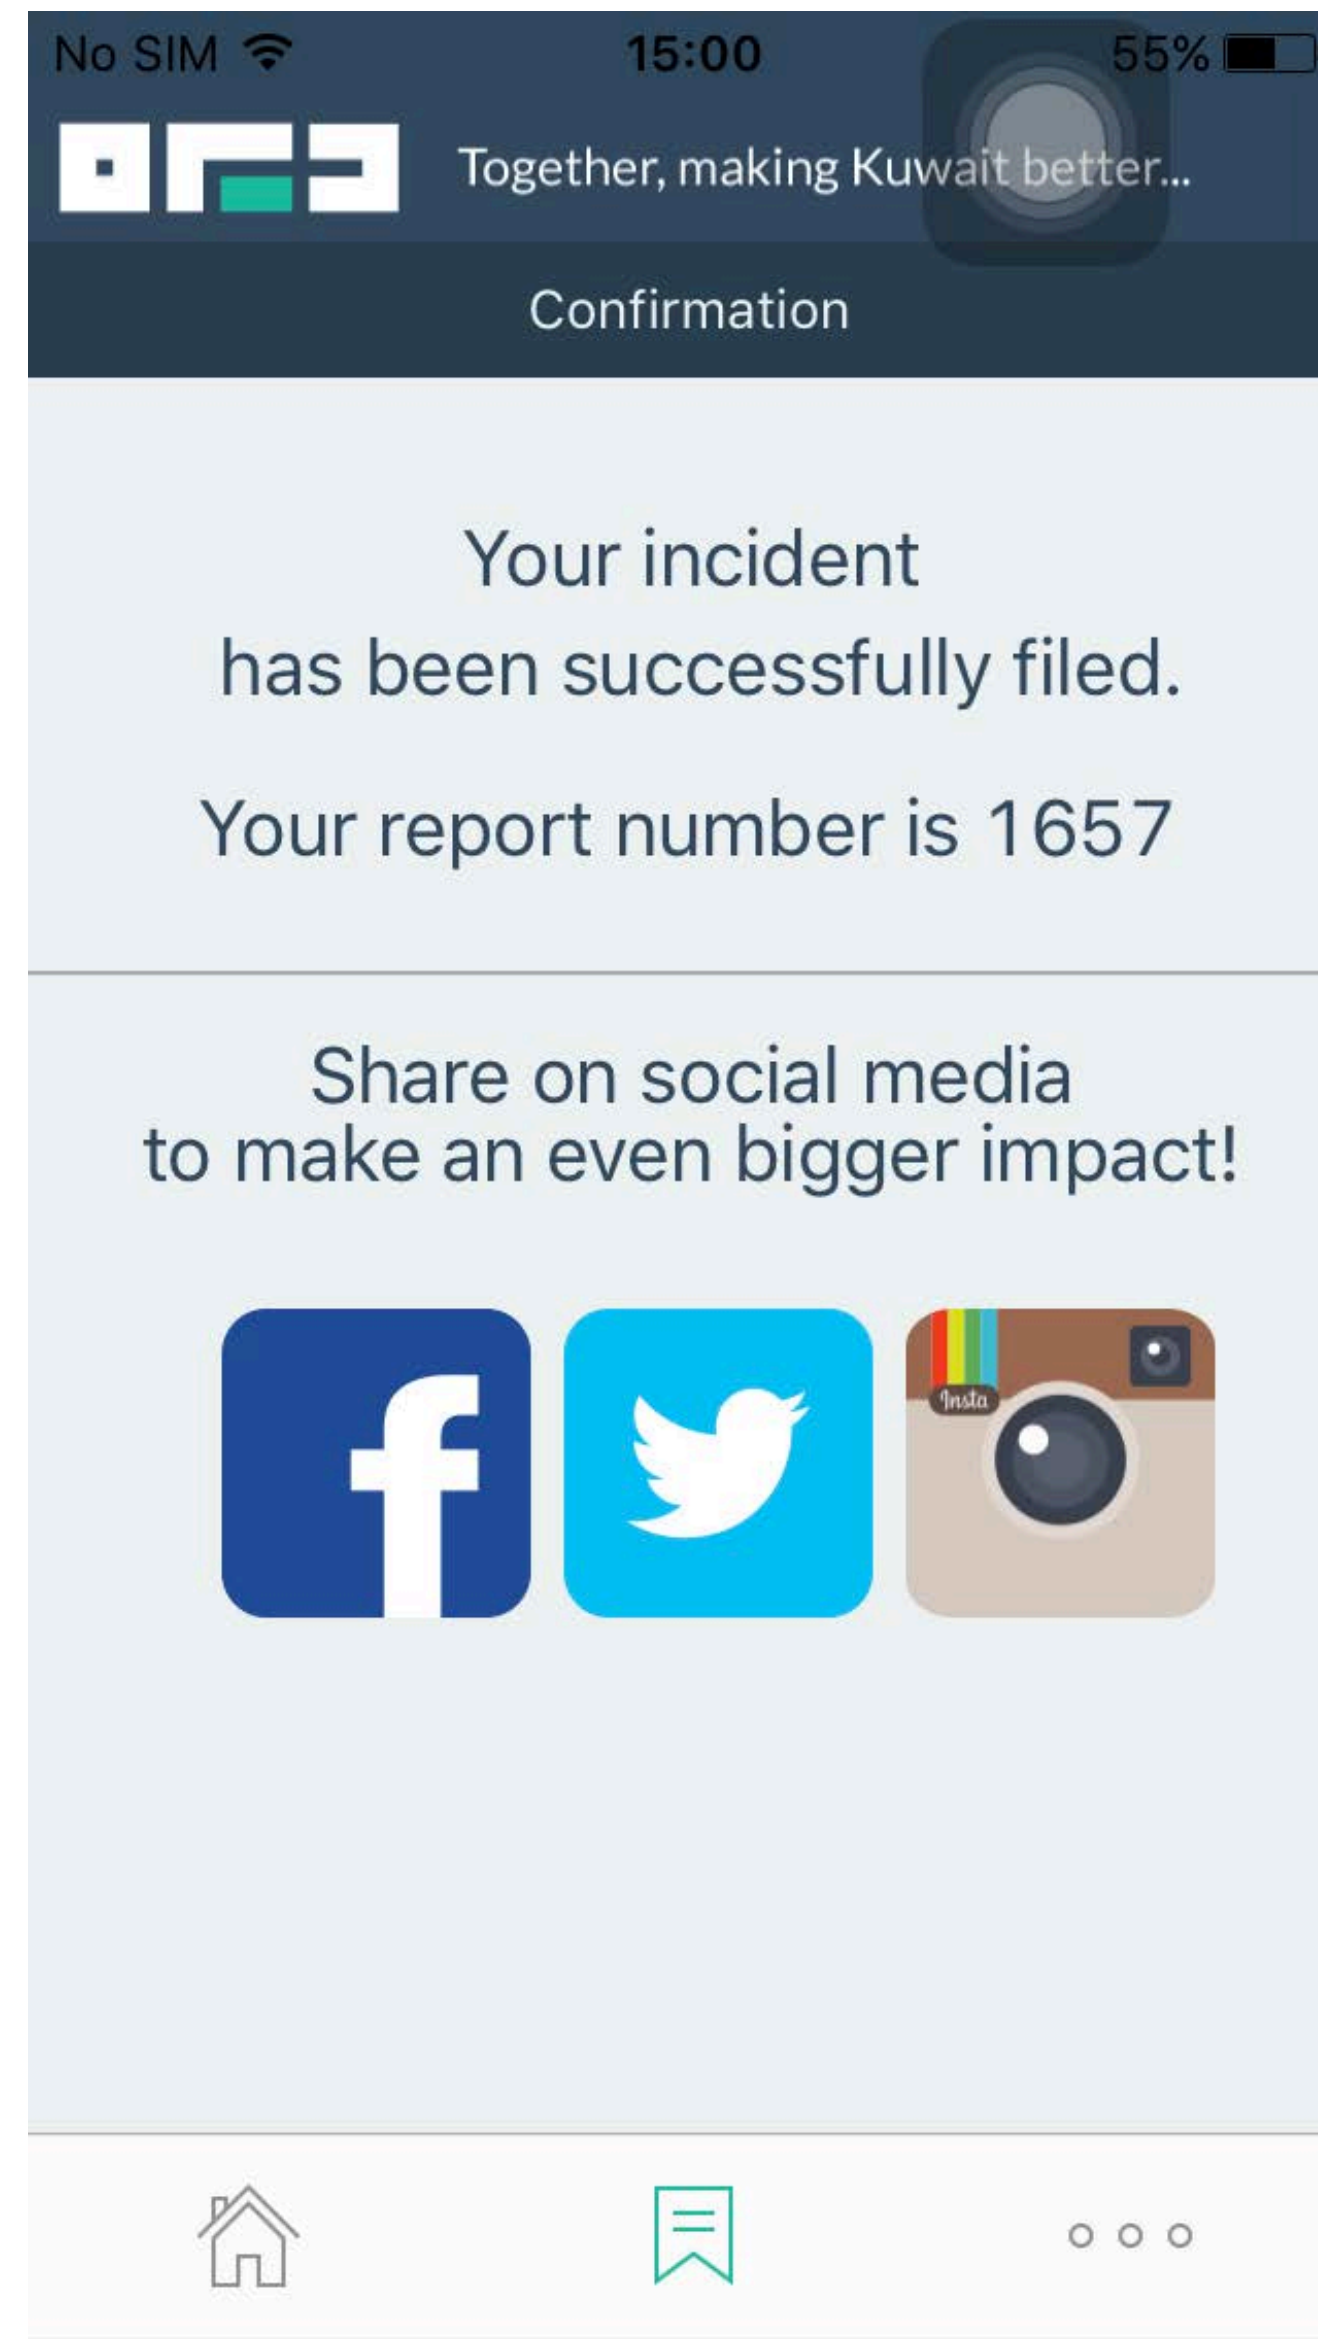 No SIM 15:00 55%
Together, making Kuwait better...
Confirmation
Your incident
has been successfully filed.
Your report number is 1657
Share on social media
to make an even bigger impact!
Insta